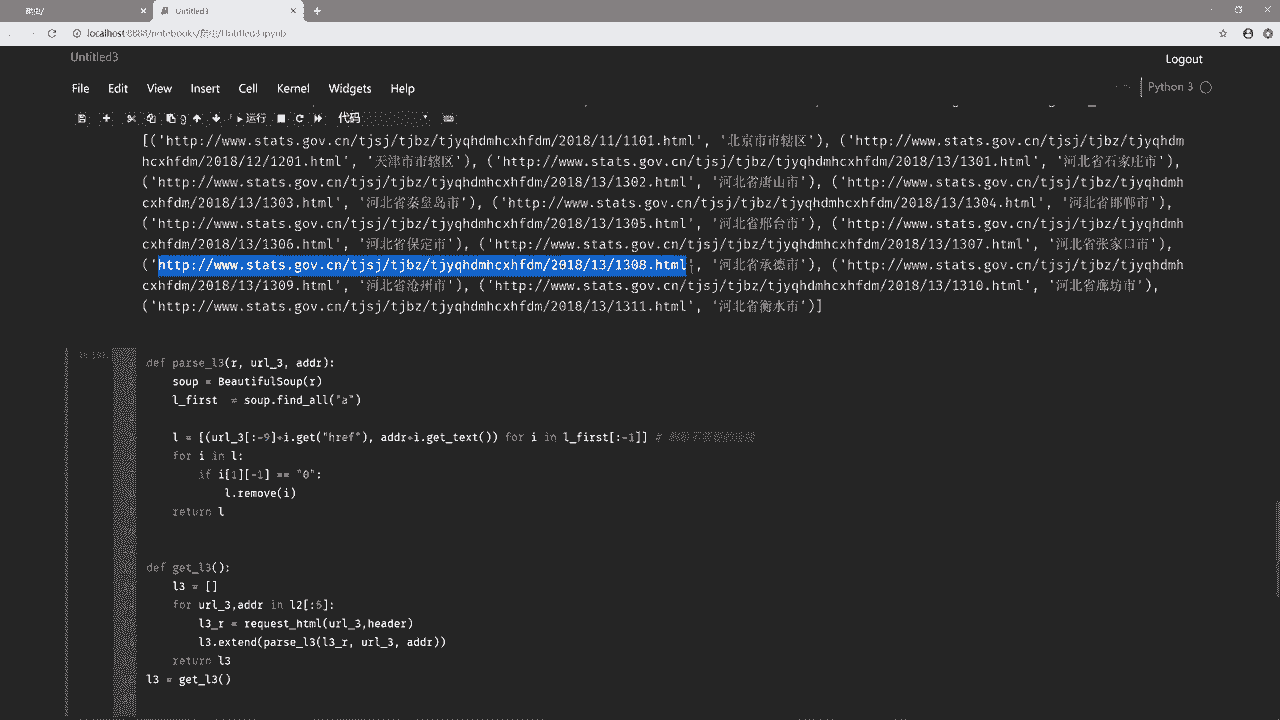 Untitled3
localhost:8888/notebooks/
Untitled3
Logout
File Edit View Insert Cell Kernel Widgets Help
Python 3
运行 代码
[('http://www.stats.gov.cn/tjsj/tjbz/tjyqhdmhcxhfdm/2018/11/1101.html', '北京市市辖区'), ('http://www.stats.gov.cn/tjsj/tjbz/tjyqhdm
hcxhfdm/2018/12/1201.html', '天津市市辖区'), ('http://www.stats.gov.cn/tjsj/tjbz/tjyqhdmhcxhfdm/2018/13/1301.html', '河北省石家庄市'),
('http://www.stats.gov.cn/tjsj/tjbz/tjyqhdmhcxhfdm/2018/13/1302.html', '河北省唐山市'), ('http://www.stats.gov.cn/tjsj/tjbz/tjyqhdmh
cxhfdm/2018/13/1303.html', '河北省秦皇岛市'), ('http://www.stats.gov.cn/tjsj/tjbz/tjyqhdmhcxhfdm/2018/13/1304.html', '河北省邯郸市'),
('http://www.stats.gov.cn/tjsj/tjbz/tjyqhdmhcxhfdm/2018/13/1305.html', '河北省邢台市'), ('http://www.stats.gov.cn/tjsj/tjbz/tjyqhdmh
cxhfdm/2018/13/1306.html', '河北省保定市'), ('http://www.stats.gov.cn/tjsj/tjbz/tjyqhdmhcxhfdm/2018/13/1307.html', '河北省张家口市'),
('http://www.stats.gov.cn/tjsj/tjbz/tjyqhdmhcxhfdm/2018/13/1308.html', '河北省承德市'), ('http://www.stats.gov.cn/tjsj/tjbz/tjyqhdmh
cxhfdm/2018/13/1309.html', '河北省沧州市'), ('http://www.stats.gov.cn/tjsj/tjbz/tjyqhdmhcxhfdm/2018/13/1310.html', '河北省廊坊市'),
('http://www.stats.gov.cn/tjsj/tjbz/tjyqhdmhcxhfdm/2018/13/1311.html', '河北省衡水市')]
def parse_l3(r, url_3, addr):
soup = BeautifulSoup(r)
l_first = soup.find_all("a")
l = [(url_3[:-9]+i.get("href"), addr+i.get_text()) for i in l_first[:-1]] #
for i in l:
if i[1][-1] == "0":
l.remove(i)
return l
def get_l3():
l3 = []
for url_3,addr in l2[:5]:
l3_r = request_html(url_3,header)
l3.extend(parse_l3(l3_r, url_3, addr))
return l3
l3 = get_l3()